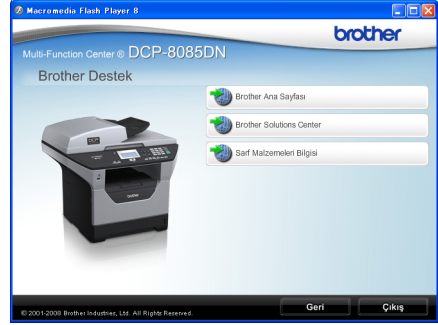 Macromedia Flash Player 8
brother
Multi-Function Center ® DCP-8085DN
Brother Destek
Brother Ana Sayfası
Brother Solutions Center
Sarf Malzemeleri Bilgisi
© 2001-2008 Brother Industries, Ltd. All Rights Reserved.
Geri
Çıkış